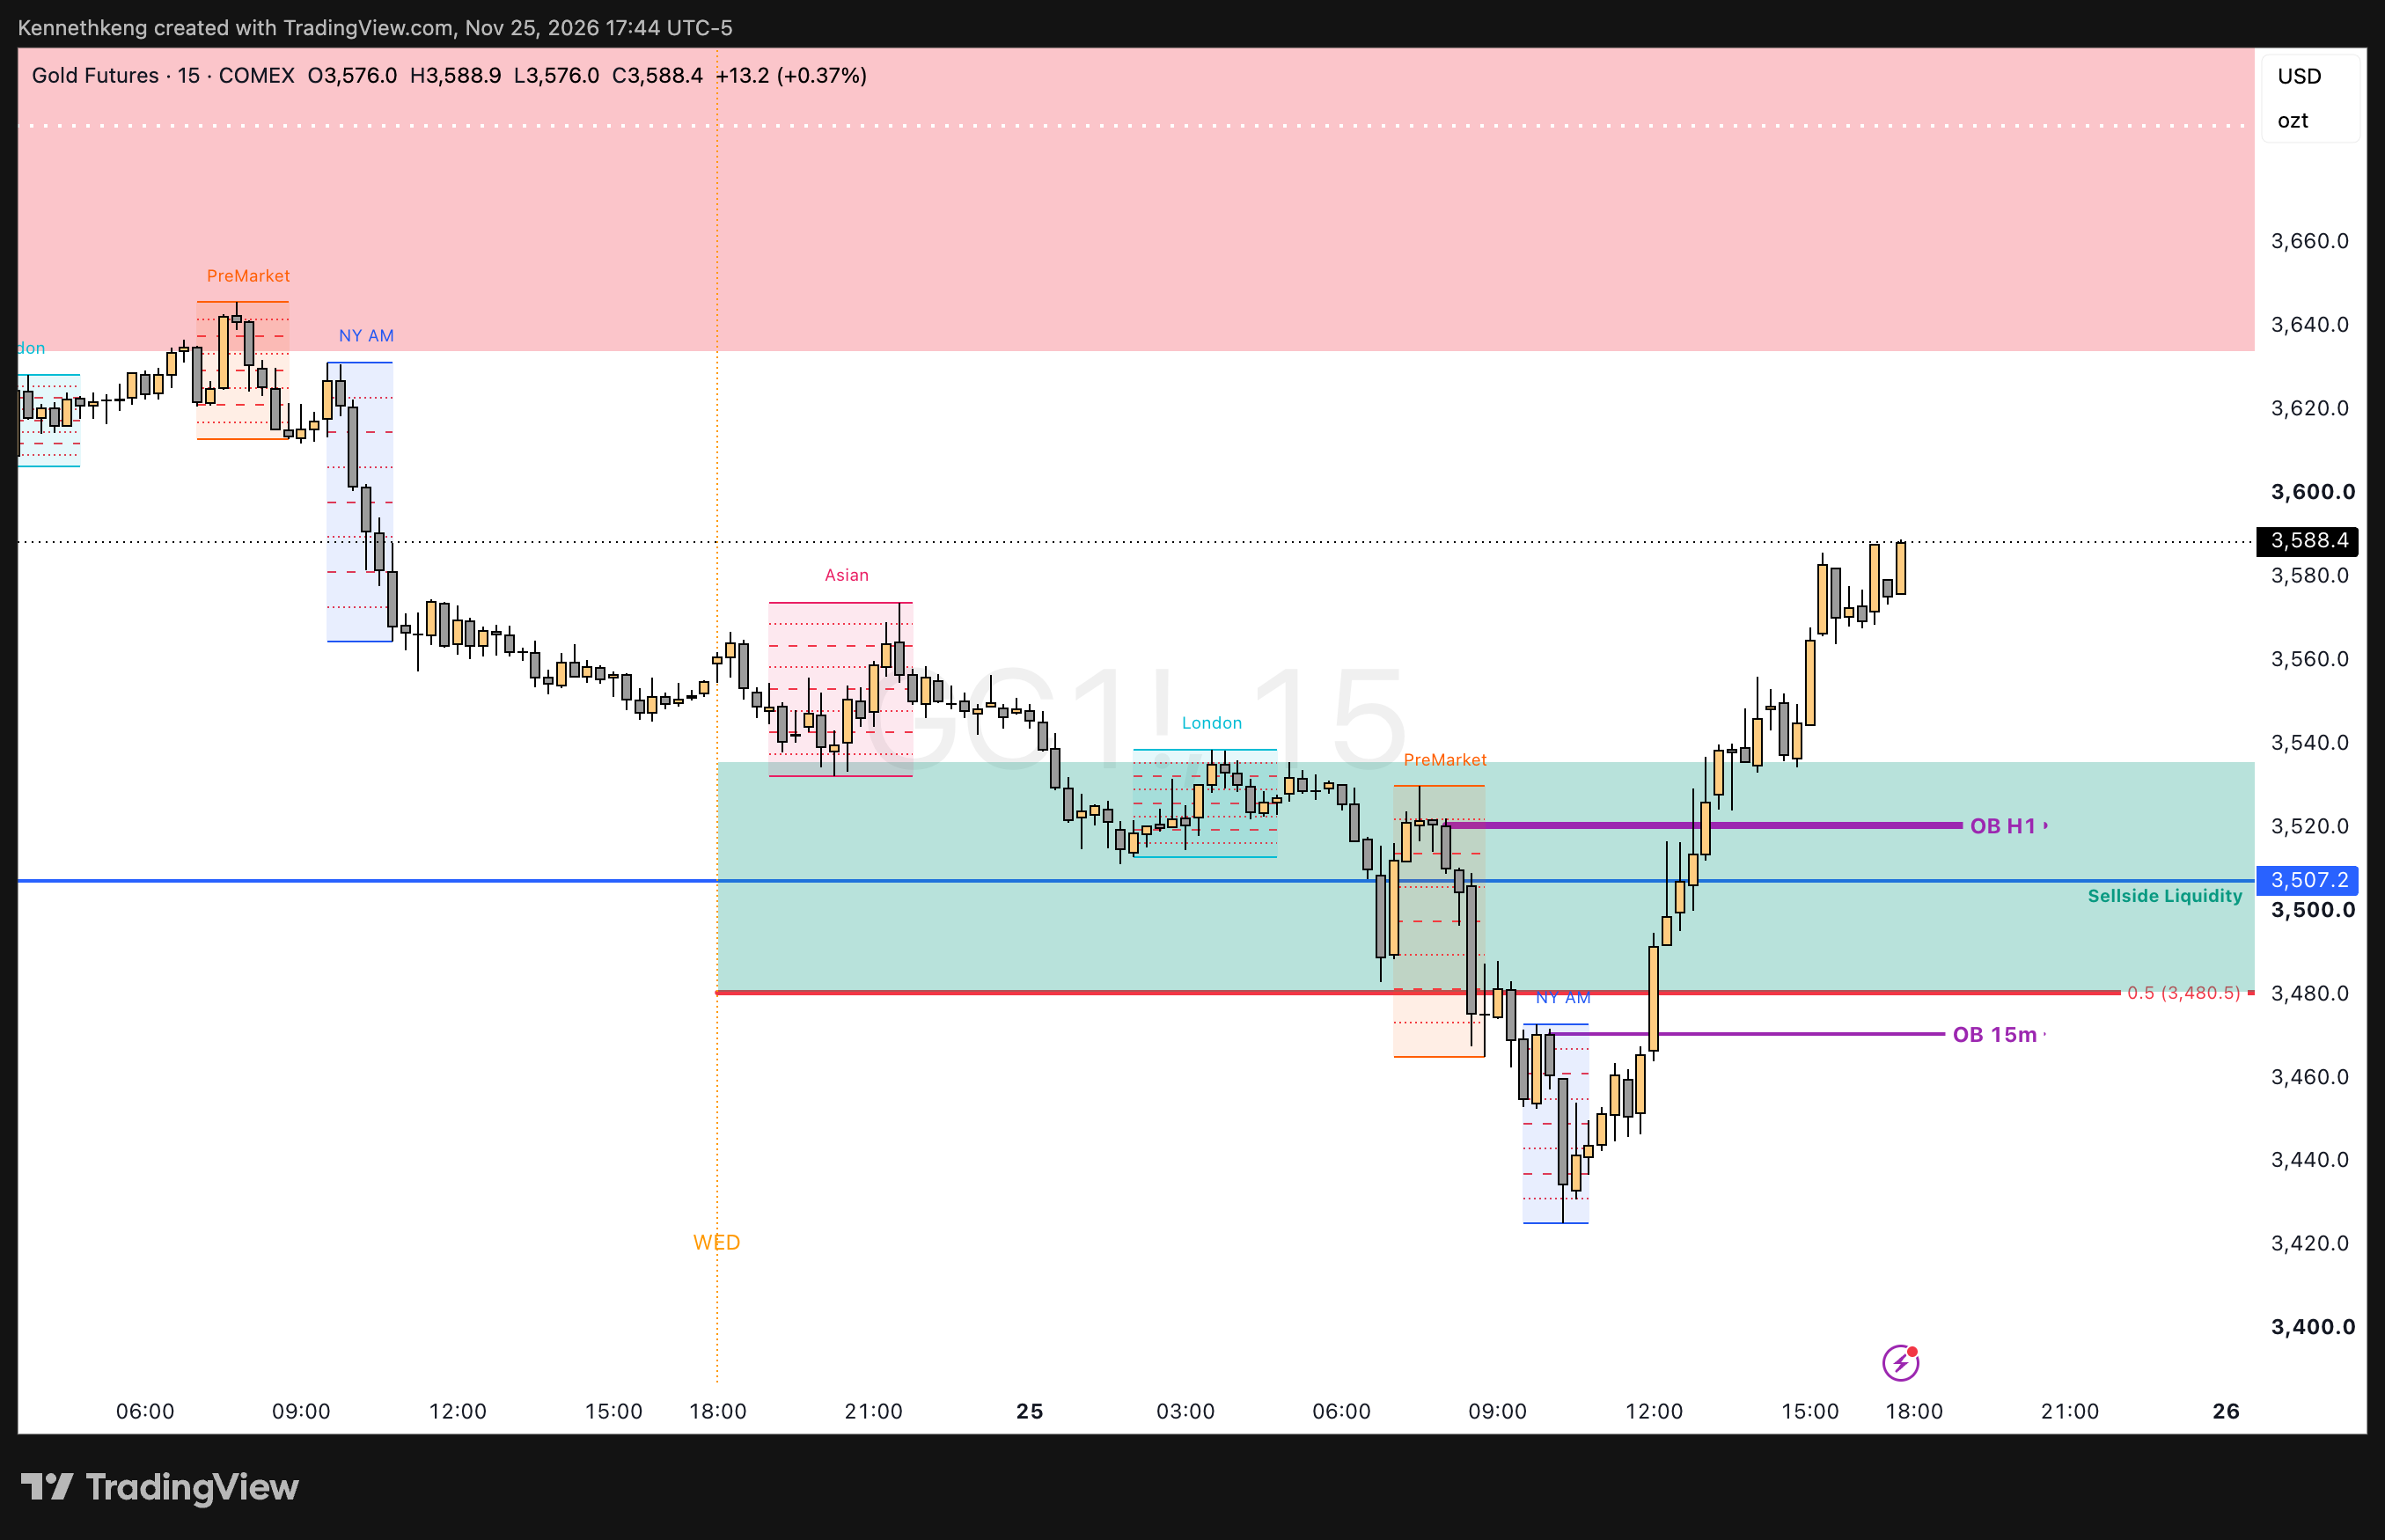 Kennethkeng created with TradingView.com, Nov 25, 2026 17:44 UTC-5
Gold Futures · 15 · COMEX O3,576.0 H3,588.9 L3,576.0 C3,588.4 +13.2 (+0.37%)
USD
ozt
3,660.0
PreMarket
3,640.0
NY AM
don
3,620.0
3,600.0
3,588.4
3,580.0
Asian
3,560.0
GC1!, 15
London
3,540.0
PreMarket
OB H1
3,520.0
3,507.2
Sellside Liquidity
3,500.0
NY AM
0.5 (3,480.5)
3,480.0
OB 15m
3,460.0
3,440.0
WED
3,420.0
3,400.0
06:00 09:00 12:00 15:00 18:00 21:00 25 03:00 06:00 09:00 12:00 15:00 18:00 21:00 26
TradingView